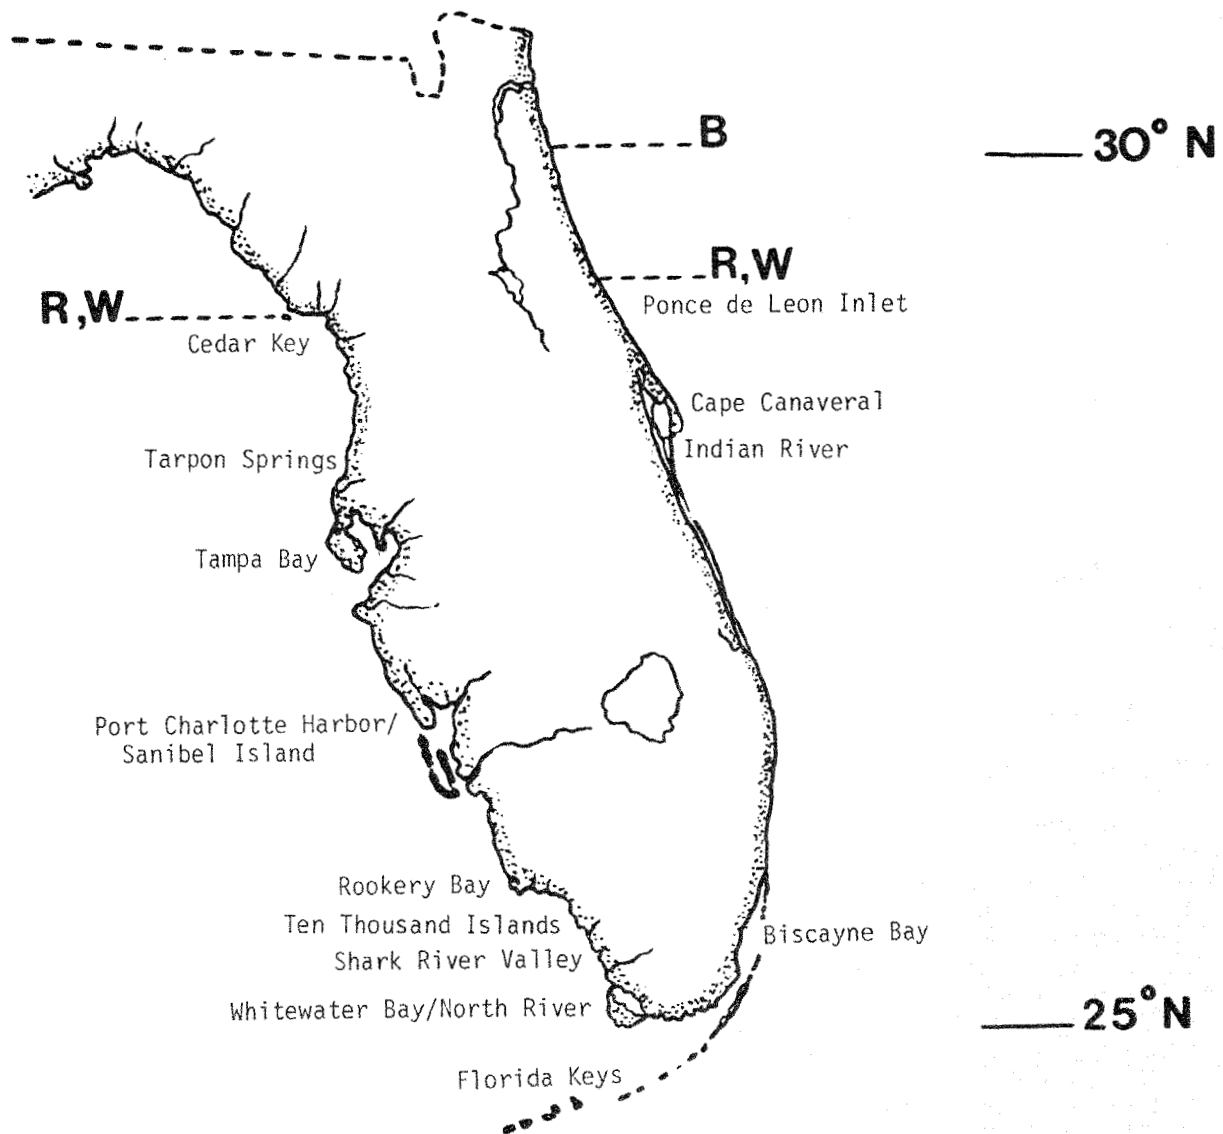 B
30° N
R,W
Ponce de Leon Inlet
R,W
Cedar Key
Cape Canaveral
Indian River
Tarpon Springs
Tampa Bay
Port Charlotte Harbor/
Sanibel Island
Rookery Bay
Ten Thousand Islands
Biscayne Bay
Shark River Valley
Whitewater Bay/North River
25° N
Florida Keys